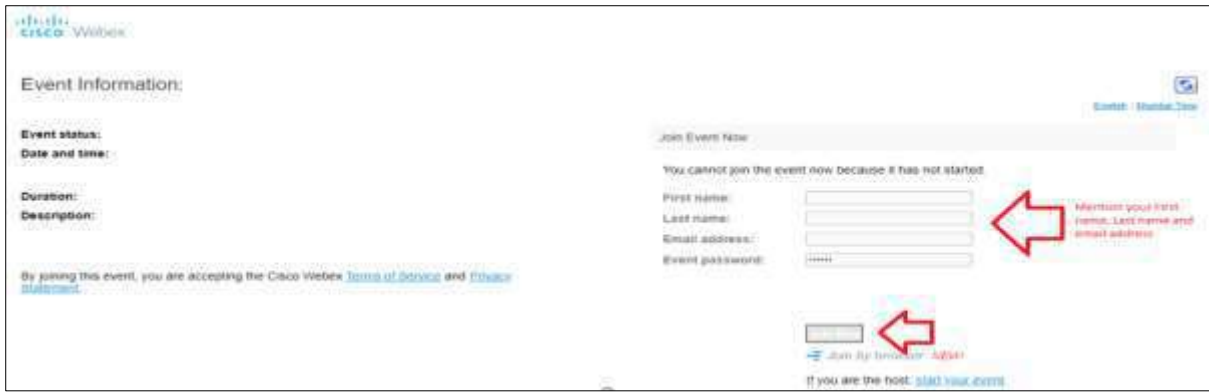 CISCO Webex
Event Information:
English : Mumbai Time
Event status:
Date and time:
Duration:
Description:
By joining this event, you are accepting the Cisco Webex Terms of Service and Privacy
Statement.
Join Event Now
You cannot join the event now because it has not started.
First name:
Last name:
Email address:
Event password:
Mention your First
name, Last name and
email address
Join by browser NEW!
If you are the host, start your event.